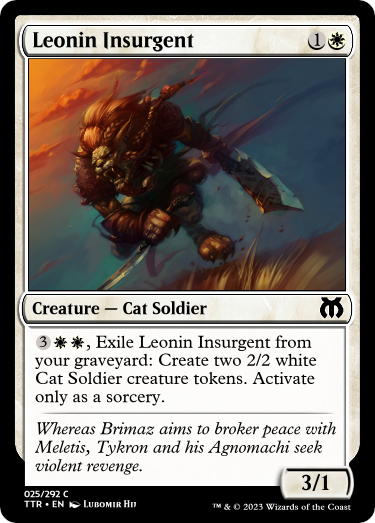 Leonin Insurgent 1
Creature — Cat Soldier
3, Exile Leonin Insurgent from
your graveyard: Create two 2/2 white
Cat Soldier creature tokens. Activate
only as a sorcery.
Whereas Brimaz aims to broker peace with
Meletis, Tykron and his Agnomachi seek
violent revenge.
3/1
025/292 C
TTR • EN Lubomir Hlj
™ & © 2023 Wizards of the Coast